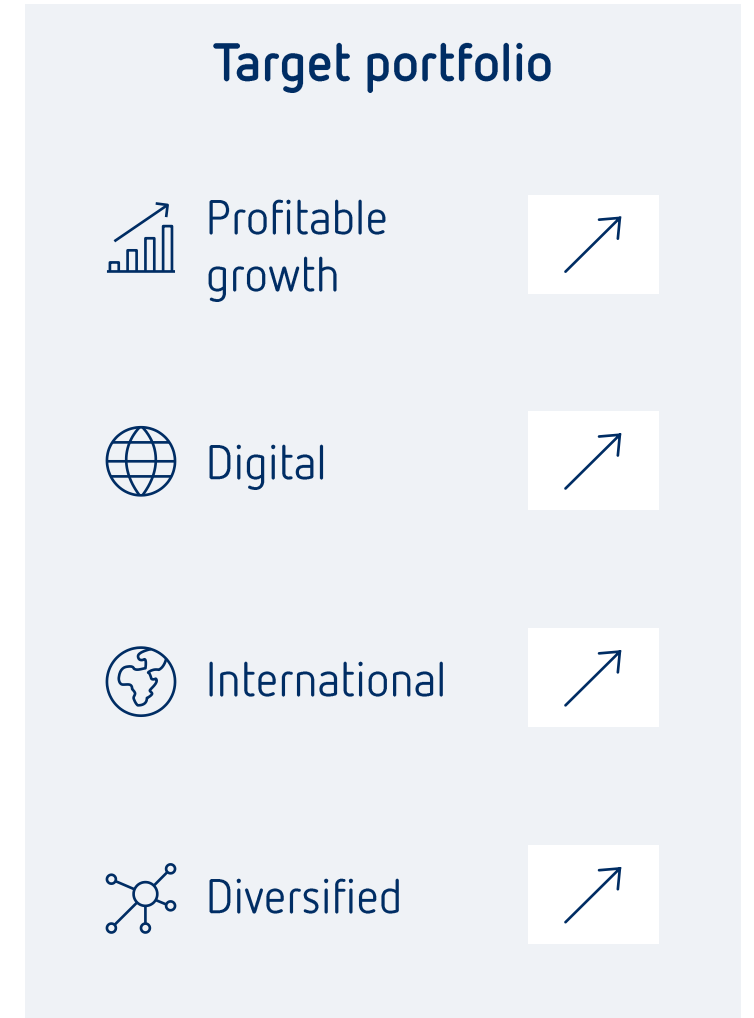 Target portfolio
Profitable
growth
Digital
International
Diversified